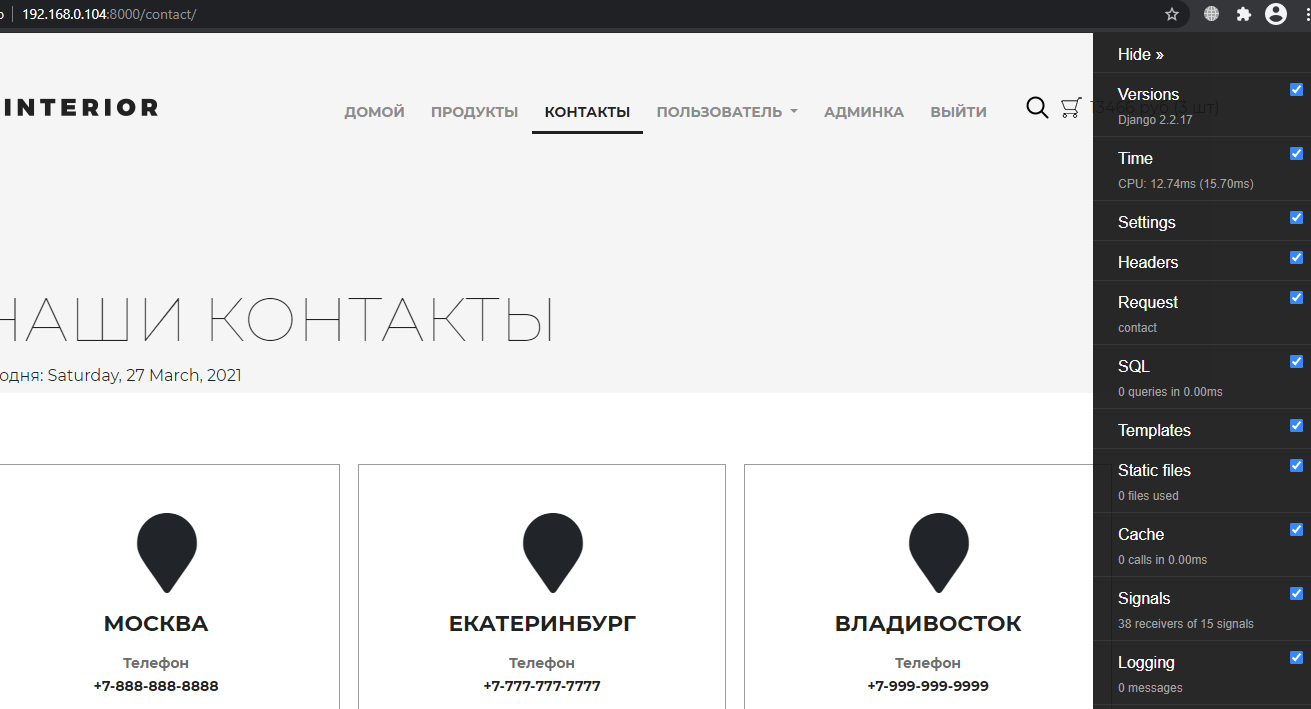 192.168.0.104:8000/contact/
INTERIOR
ДОМОЙ ПРОДУКТЫ КОНТАКТЫ ПОЛЬЗОВАТЕЛЬ АДМИНКА ВЫЙТИ
13466 руб (3 шт)
НАШИ КОНТАКТЫ
одня: Saturday, 27 March, 2021
МОСКВА
Телефон
+7-888-888-8888
ЕКАТЕРИНБУРГ
Телефон
+7-777-777-7777
ВЛАДИВОСТОК
Телефон
+7-999-999-9999
Hide »
Versions
Django 2.2.17
Time
CPU: 12.74ms (15.70ms)
Settings
Headers
Request
contact
SQL
0 queries in 0.00ms
Templates
Static files
0 files used
Cache
0 calls in 0.00ms
Signals
38 receivers of 15 signals
Logging
0 messages